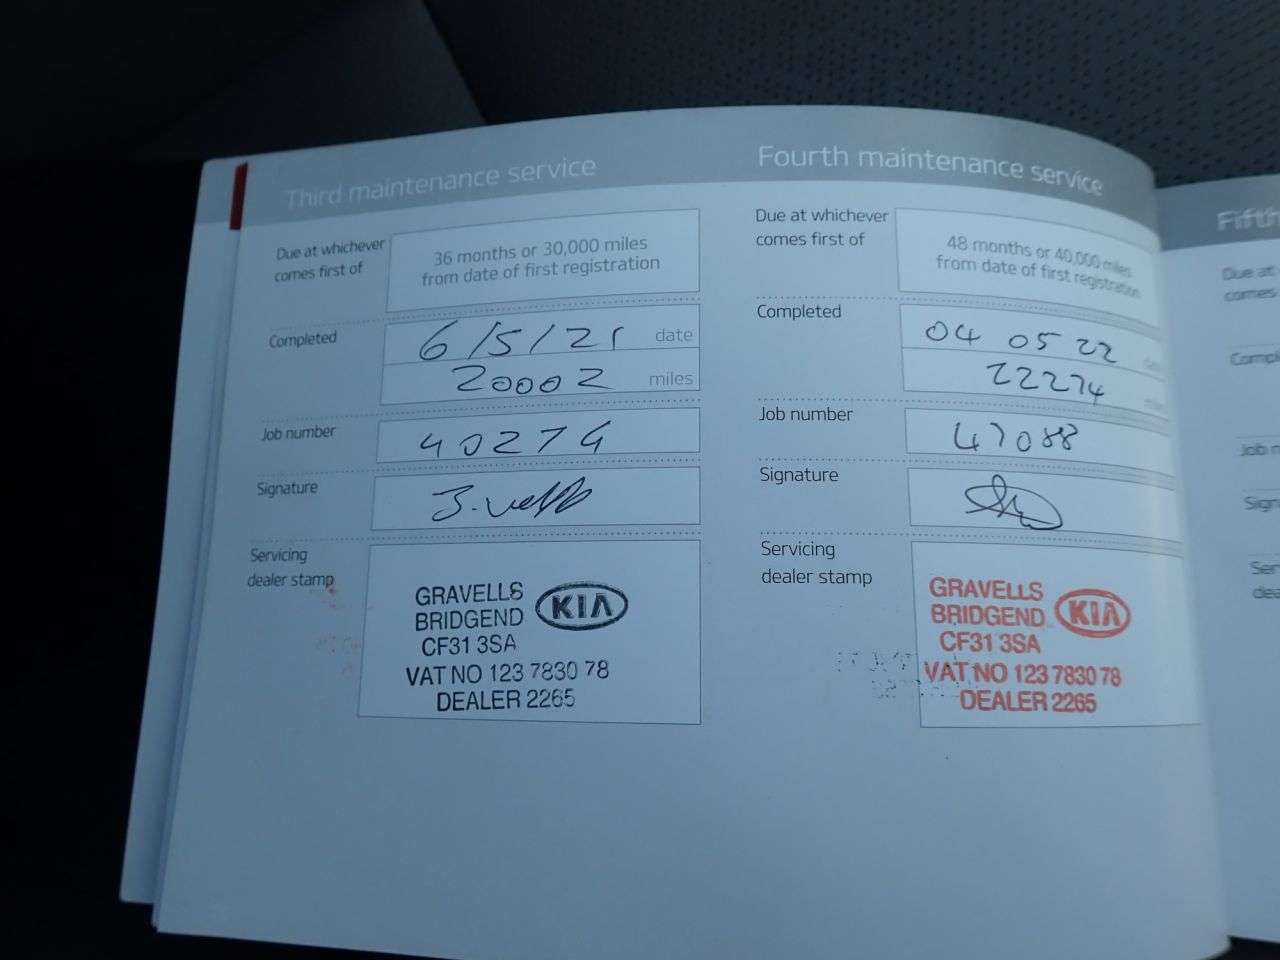 Third maintenance service
Due at whichever
comes first of
36 months or 30,000 miles
from date of first registration
Completed
6/5/21 date
20002 miles
Job number
40274
Signature
Servicing
dealer stamp
GRAVELLS
BRIDGEND
KIA
CF31 3SA
VAT NO 123 7830 78
DEALER 2265
Fourth maintenance service
Due at whichever
comes first of
48 months or 40,000 miles
from date of first registration
Completed
04 05 22
22274
Job number
47088
Signature
Servicing
dealer stamp
GRAVELLS
BRIDGEND
KIA
CF31 3SA
VAT NO 123 7830 78
DEALER 2265
Fifth
Due at
comes